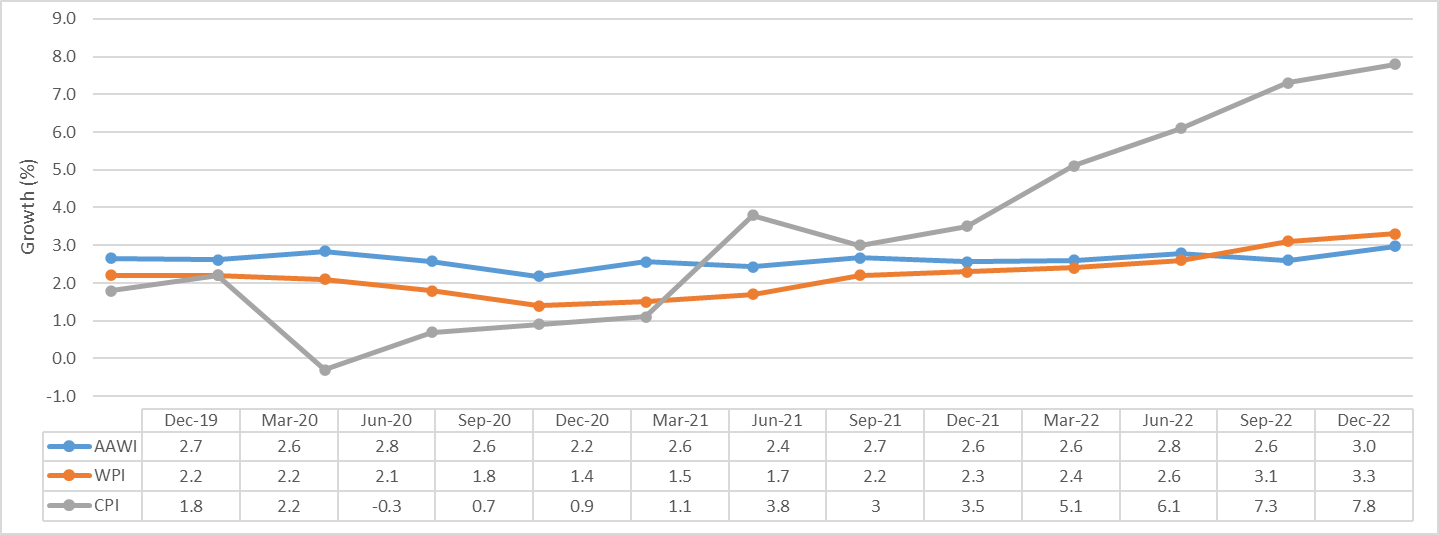 9.0
8.0
7.0
6.0
5.0
4.0
3.0
2.0
1.0
0.0
-1.0
Growth (%)
Dec-19 Mar-20 Jun-20 Sep-20 Dec-20 Mar-21 Jun-21 Sep-21 Dec-21 Mar-22 Jun-22 Sep-22 Dec-22
AAWI 2.7 2.6 2.8 2.6 2.2 2.6 2.4 2.7 2.6 2.6 2.8 2.6 3.0
WPI 2.2 2.2 2.1 1.8 1.4 1.5 1.7 2.2 2.3 2.4 2.6 3.1 3.3
CPI 1.8 2.2 -0.3 0.7 0.9 1.1 3.8 3 3.5 5.1 6.1 7.3 7.8